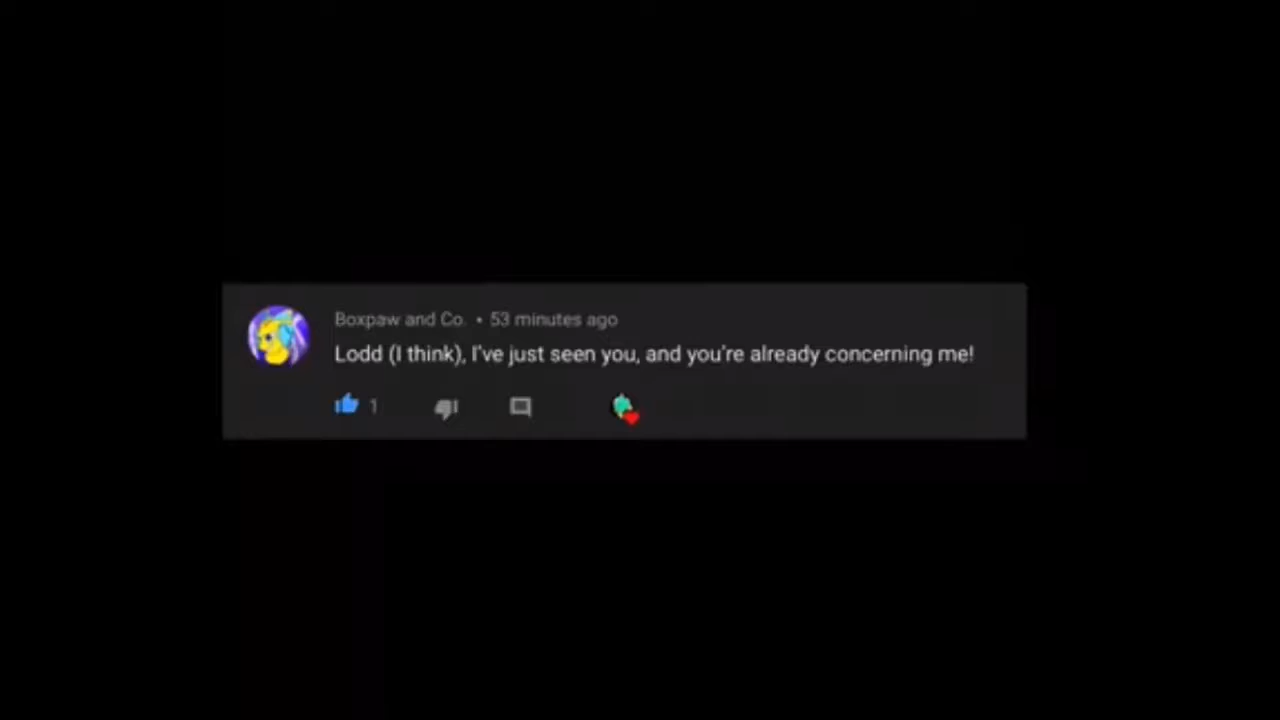 Boxpaw and Co. • 53 minutes ago
Lodd (I think), I've just seen you, and you're already concerning me!
1